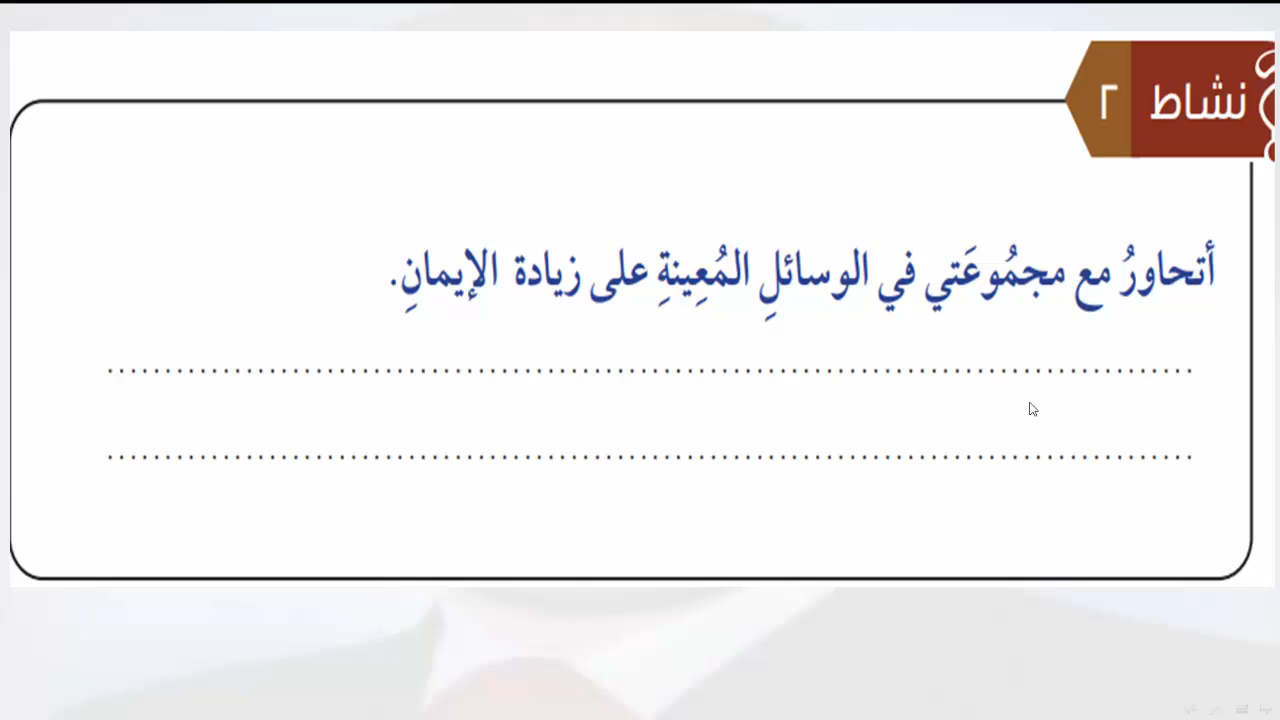 نشاط ٢
أتحاورُ مع مجمُوعَتي في الوسائلِ المُعِينةِ على زيادة الإيمانِ.